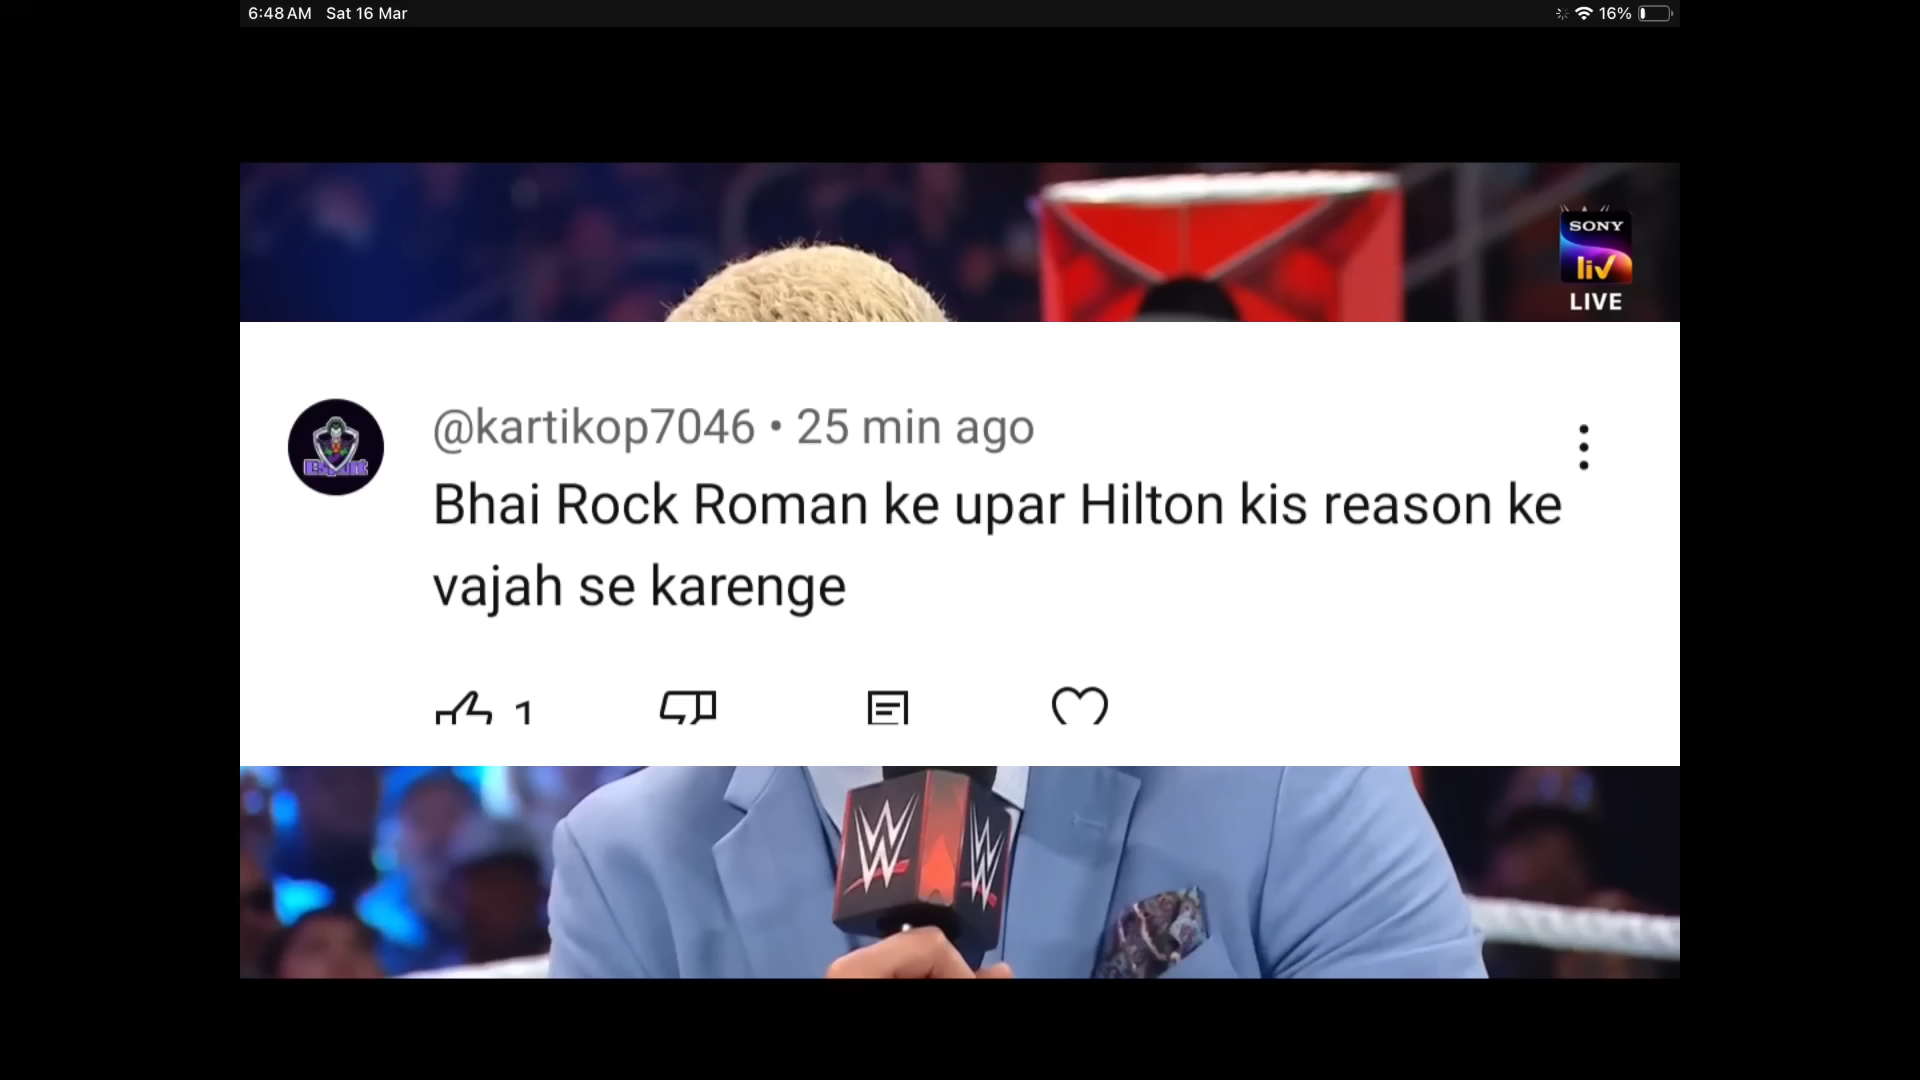 6:48 AM Sat 16 Mar
16%
SONY
liv
LIVE
@kartikop7046 • 25 min ago
Bhai Rock Roman ke upar Hilton kis reason ke
vajah se karenge
1
W
W